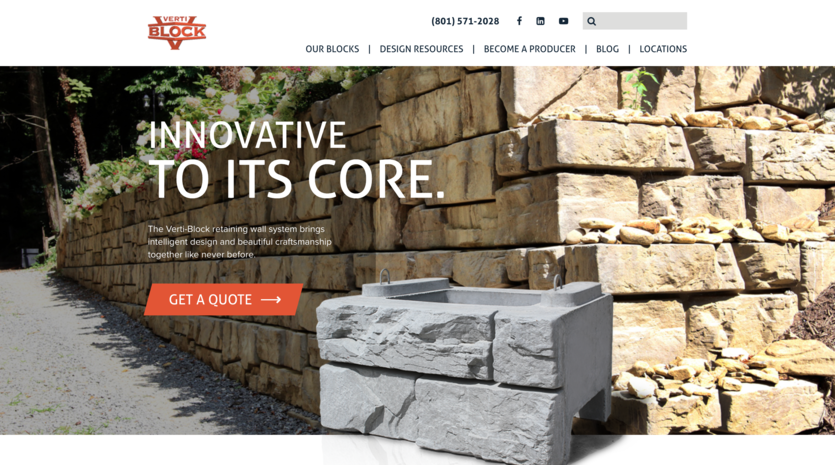 VERTI
BLOCK
(801) 571-2028
OUR BLOCKS | DESIGN RESOURCES | BECOME A PRODUCER | BLOG | LOCATIONS
INNOVATIVE
TO ITS CORE.
The Verti-Block retaining wall system brings
intelligent design and beautiful craftsmanship
together like never before.
GET A QUOTE